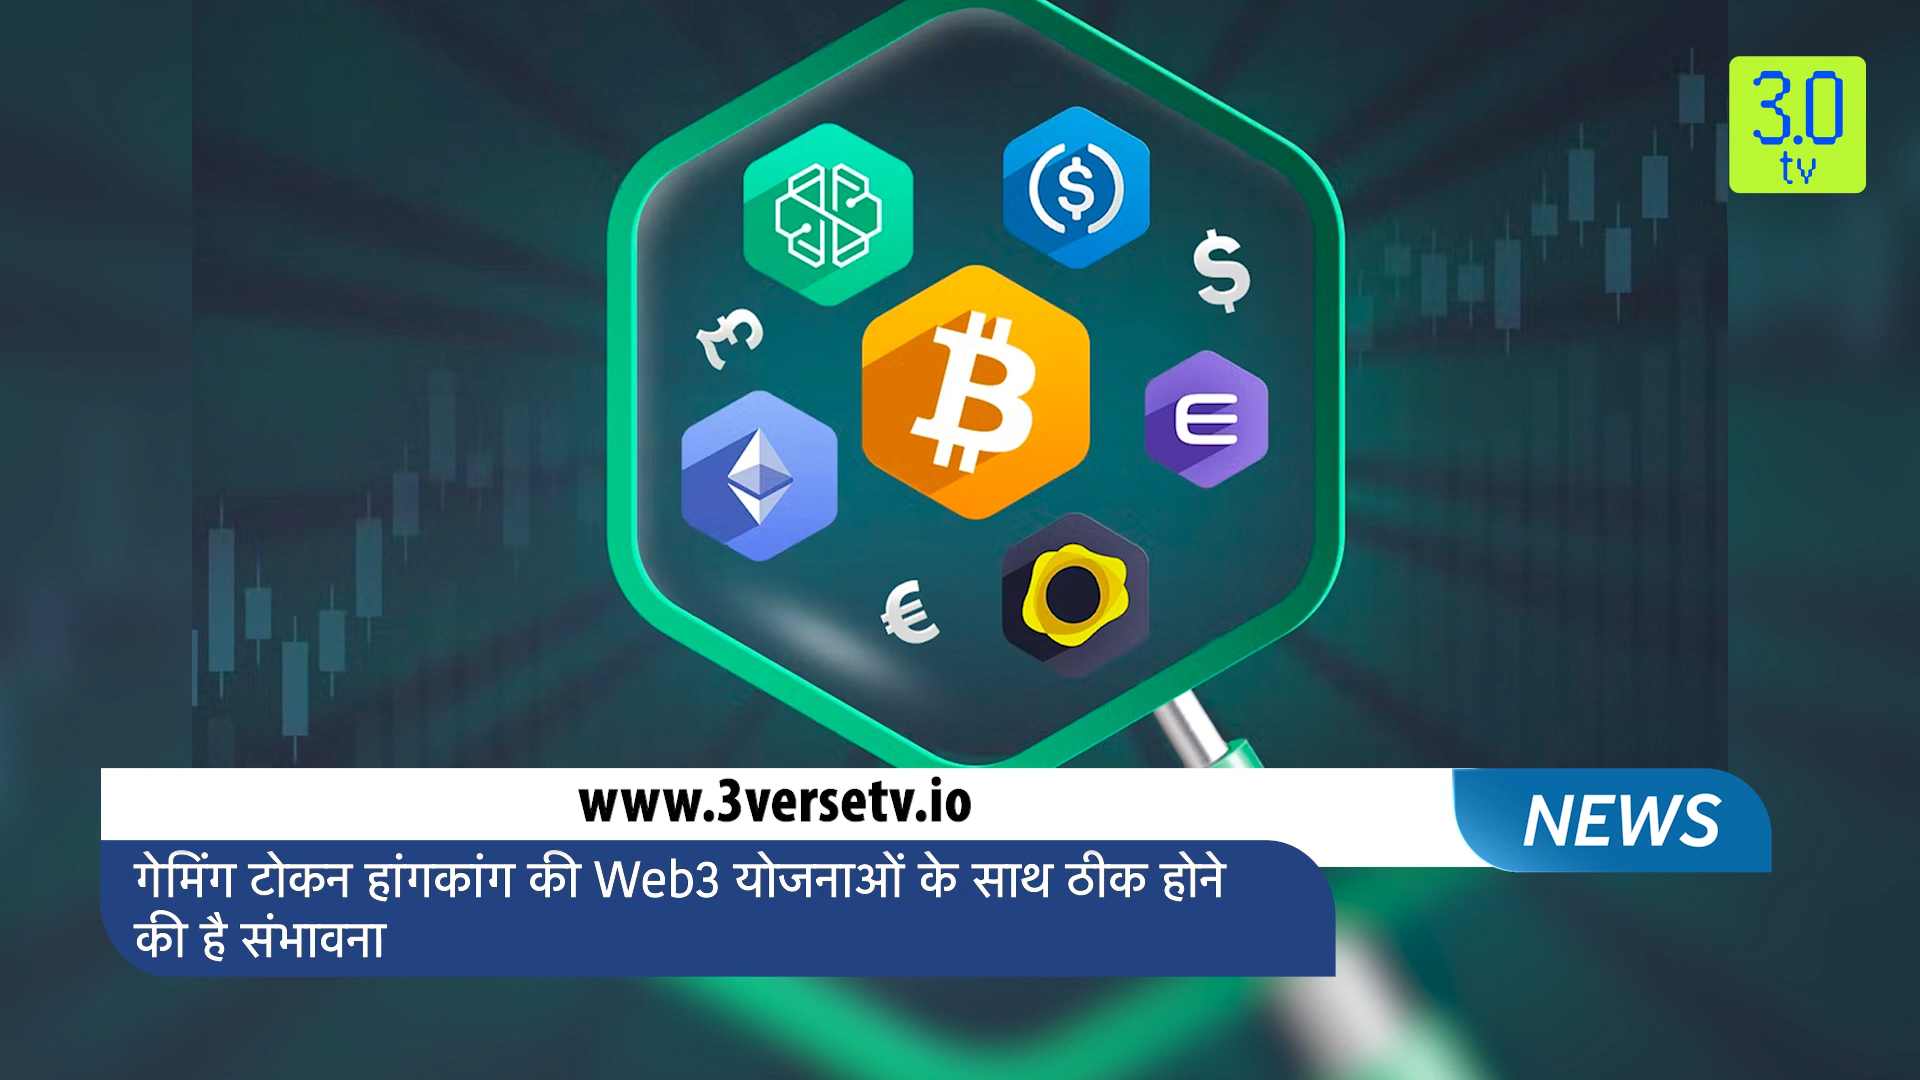 3.0
tv
www.3versetv.io
NEWS
गेमिंग टोकन हांगकांग की Web3 योजनाओं के साथ ठीक होने
की है संभावना